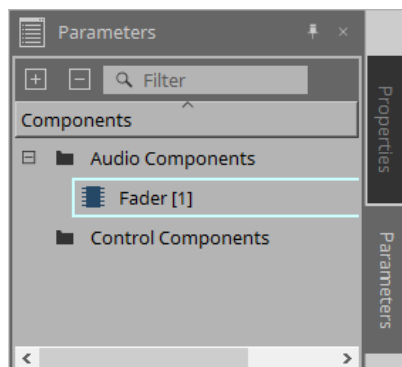 Parameters
Filter
Components
Audio Components
Fader [1]
Control Components
Properties
Parameters